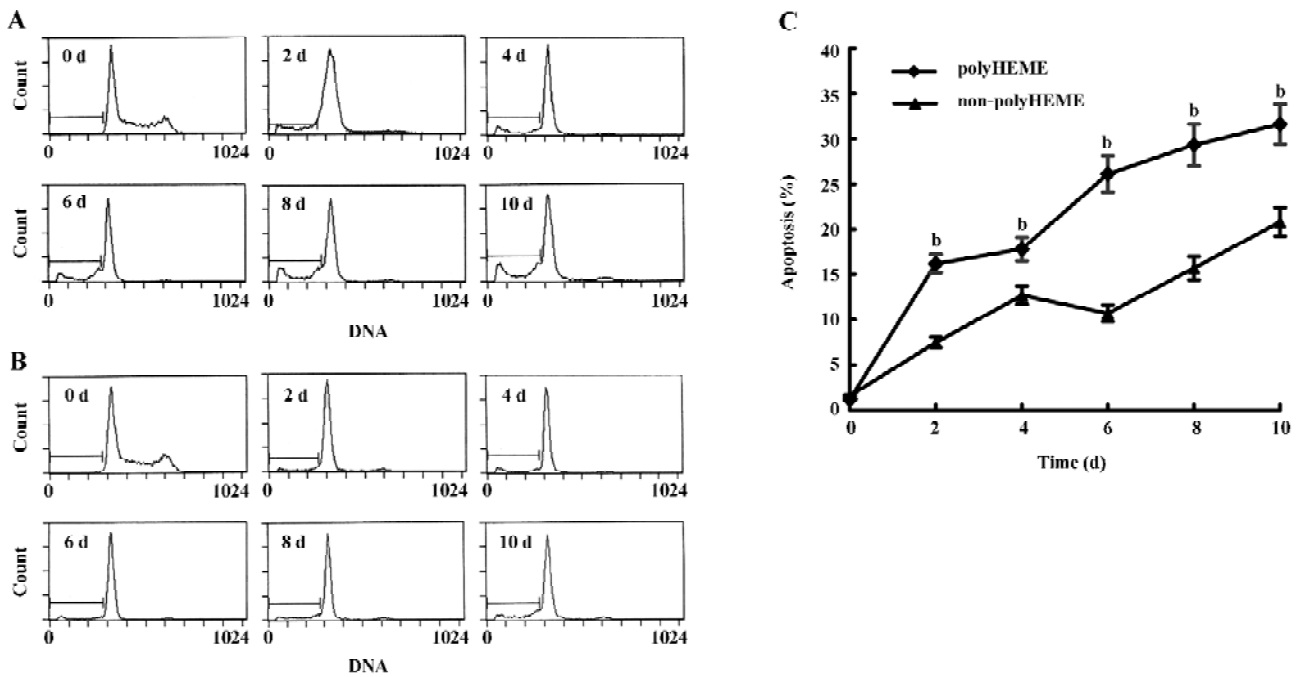 A
Count
0 d
2 d
4 d
0 1024
0 1024
0 1024
Count
6 d
8 d
10 d
0 1024
0 1024
0 1024
DNA
B
Count
0 d
2 d
4 d
0 1024
0 1024
0 1024
Count
6 d
8 d
10 d
0 1024
0 1024
0 1024
DNA
C
Apoptosis (%)
40
35
30
25
20
15
10
5
0
polyHEME
non-polyHEME
b
b
b
b
b
0 2 4 6 8 10
Time (d)